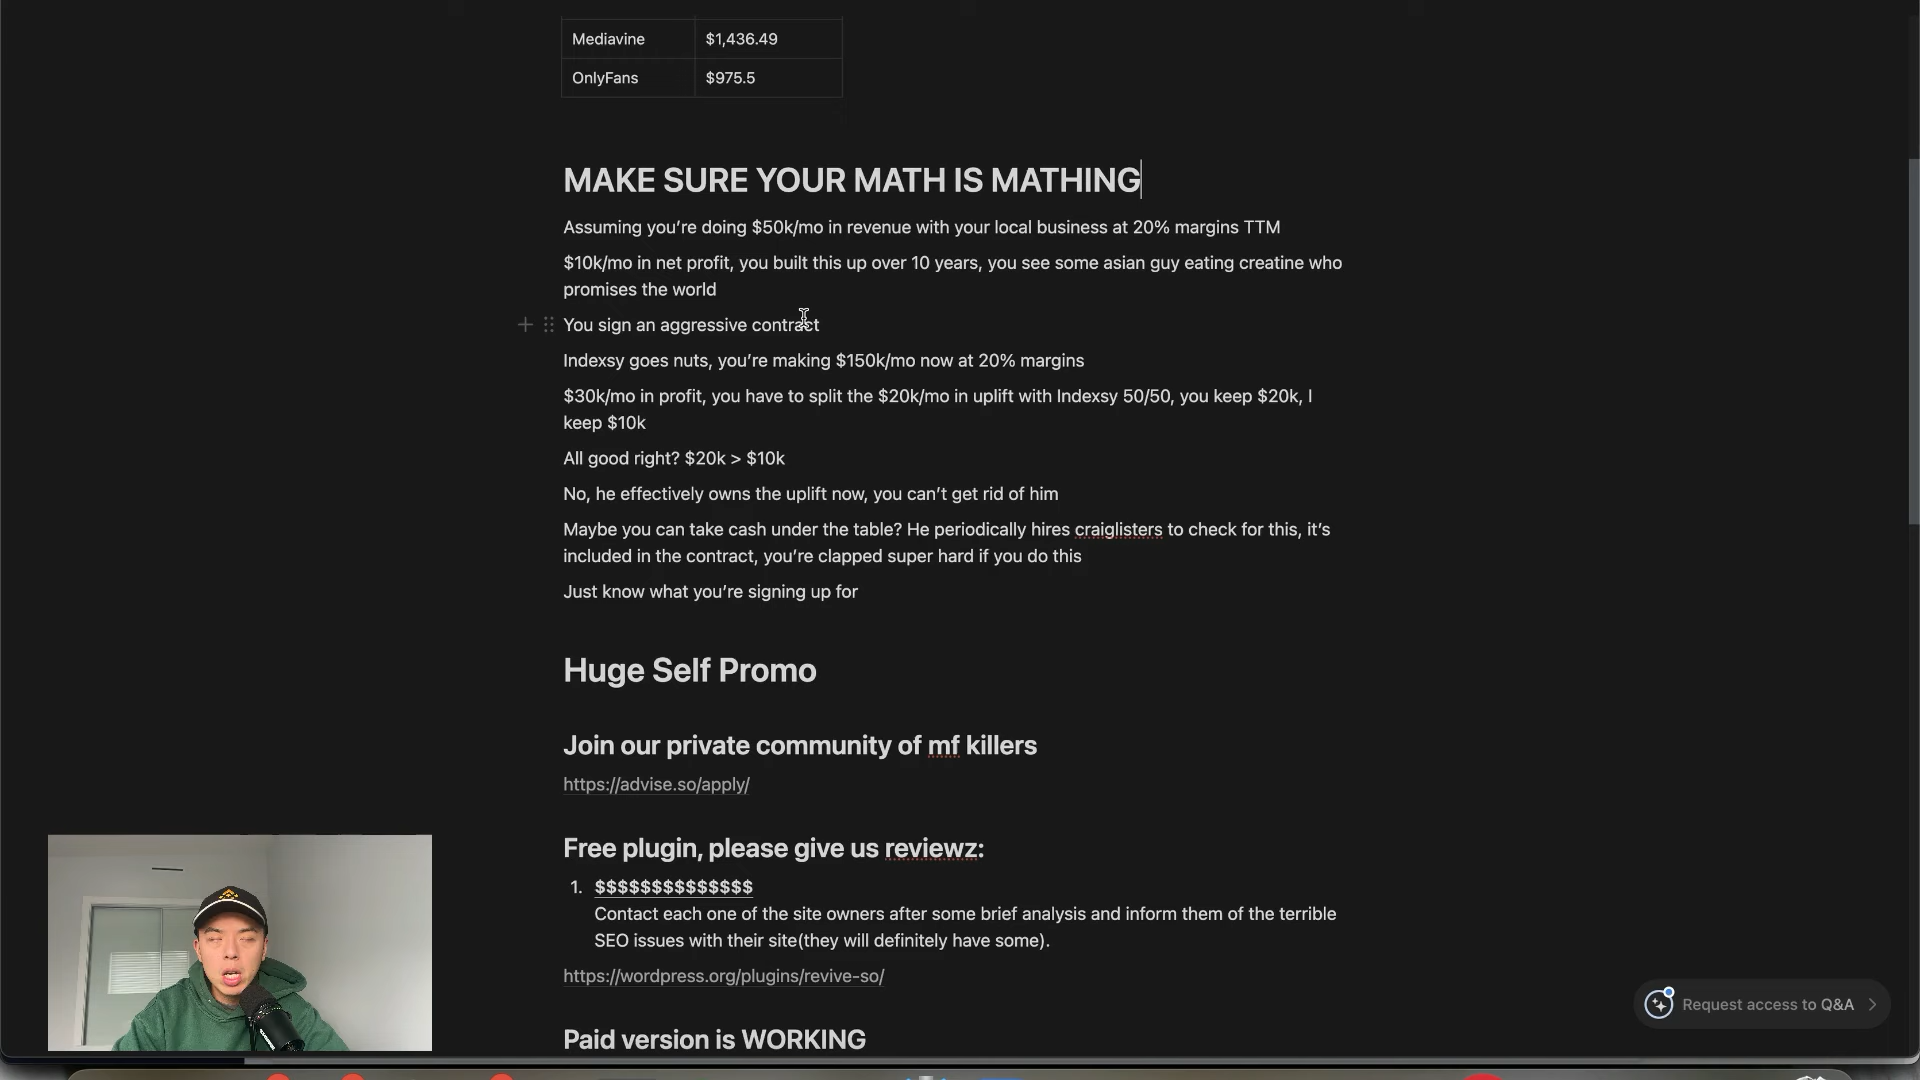 Mediavine $1,436.49
OnlyFans $975.5
MAKE SURE YOUR MATH IS MATHING
Assuming you’re doing $50k/mo in revenue with your local business at 20% margins TTM
$10k/mo in net profit, you built this up over 10 years, you see some asian guy eating creatine who
promises the world
You sign an aggressive contract
Indexsy goes nuts, you’re making $150k/mo now at 20% margins
$30k/mo in profit, you have to split the $20k/mo in uplift with Indexsy 50/50, you keep $20k, I
keep $10k
All good right? $20k > $10k
No, he effectively owns the uplift now, you can’t get rid of him
Maybe you can take cash under the table? He periodically hires craiglisters to check for this, it’s
included in the contract, you’re clapped super hard if you do this
Just know what you’re signing up for
Huge Self Promo
Join our private community of mf killers
https://advise.so/apply/
Free plugin, please give us reviewz:
1. $$$$$$$$$$$$$$
Contact each one of the site owners after some brief analysis and inform them of the terrible
SEO issues with their site(they will definitely have some).
https://wordpress.org/plugins/revive-so/
Request access to Q&A
Paid version is WORKING